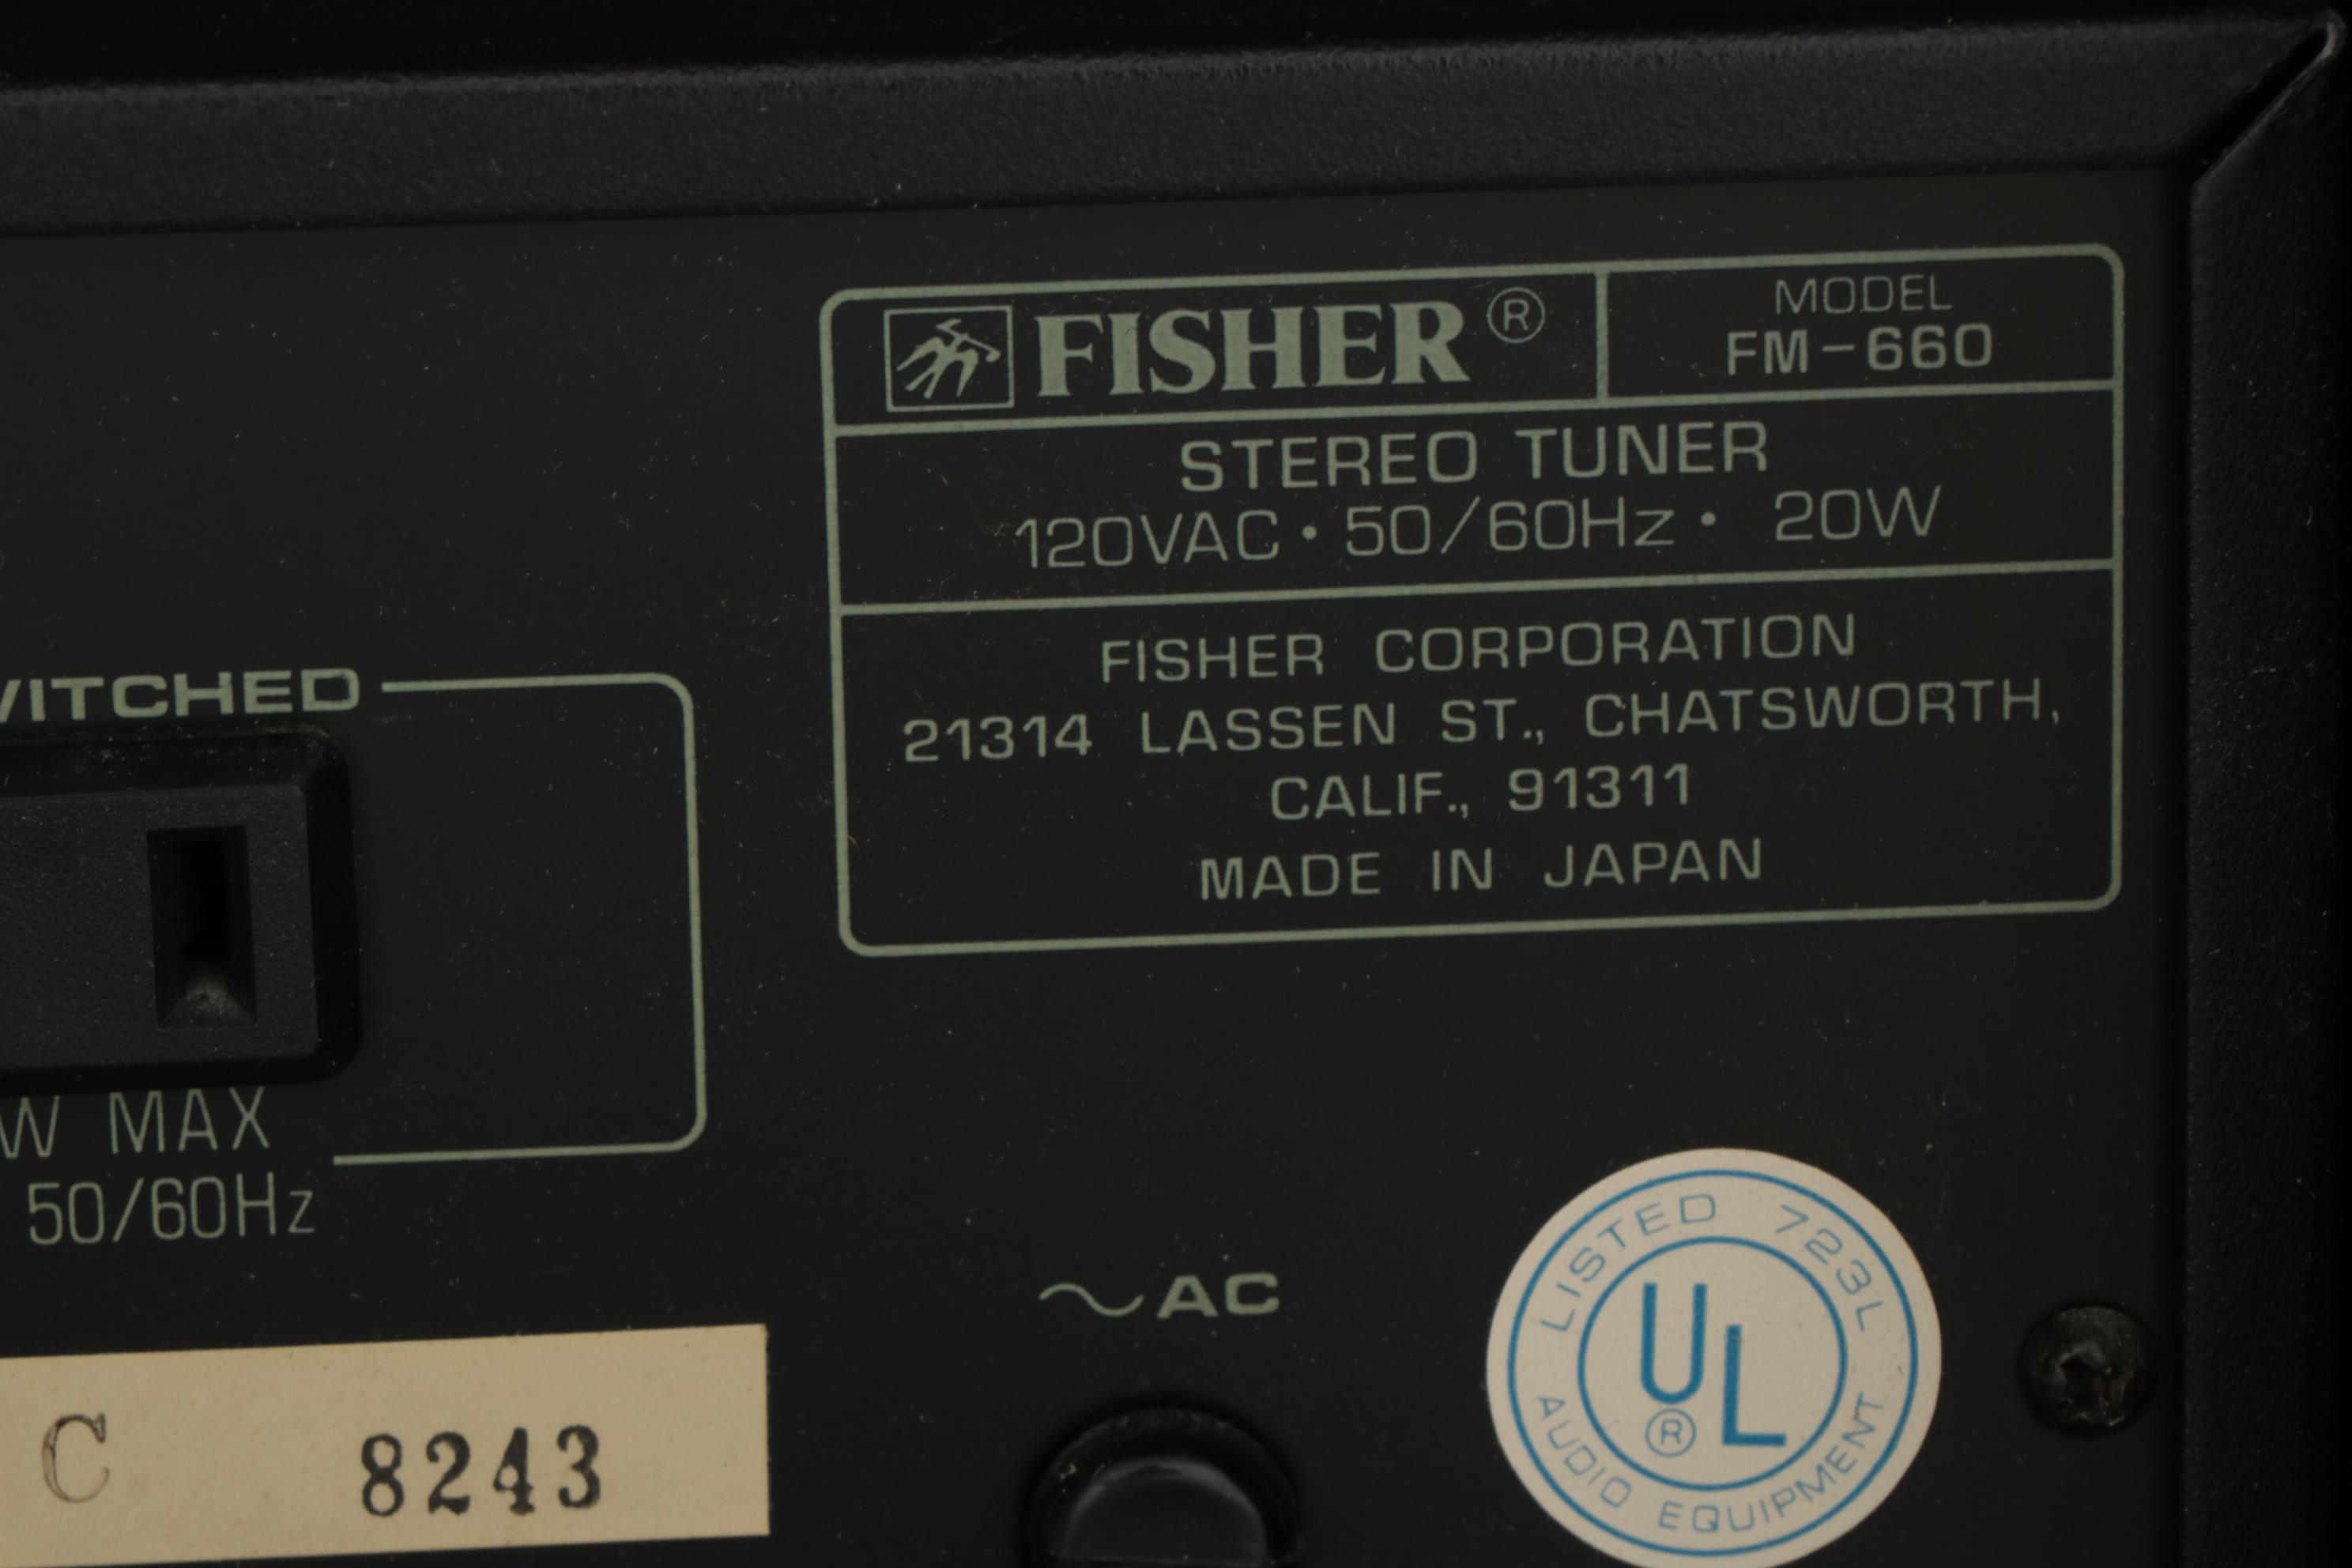 FISHER®
MODEL
FM-660
STEREO TUNER
120VAC • 50/60Hz • 20W
FISHER CORPORATION
21314 LASSEN ST., CHATSWORTH,
CALIF., 91311
MADE IN JAPAN
WITCHED
W MAX
50/60Hz
~AC
LISTED 723L
UL®
AUDIO EQUIPMENT
C 8243